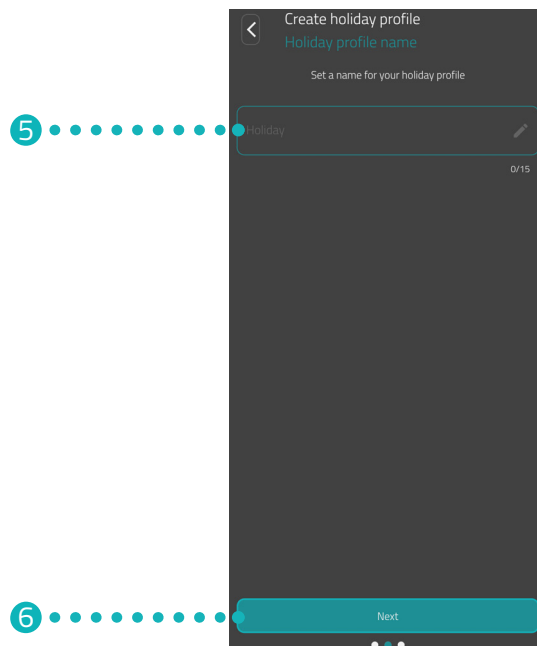 Create holiday profile
Holiday profile name
Set a name for your holiday profile
5
Holiday
0/15
6
Next